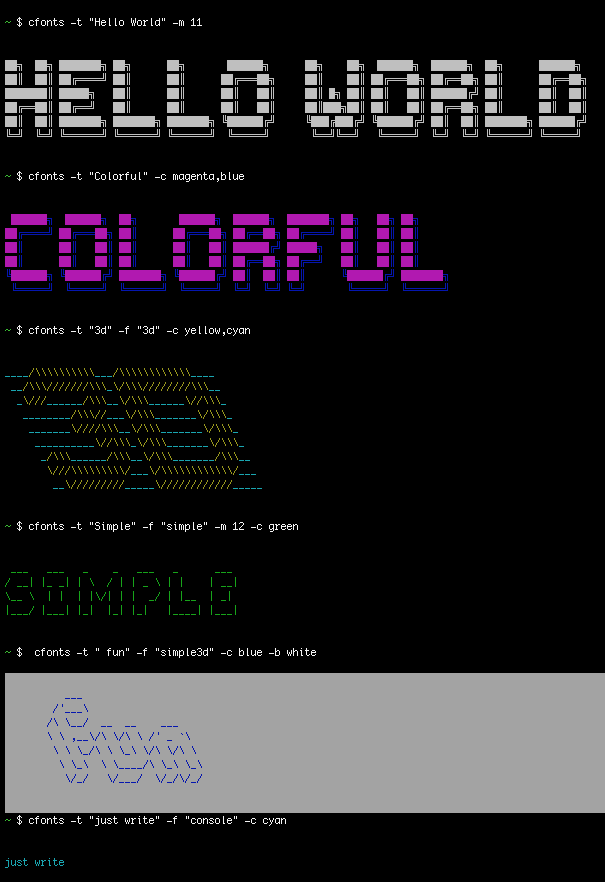 ~ $ cfonts -t "Hello World" -m 11
HELLO WORLD
~ $ cfonts -t "Colorful" -c magenta,blue
COLORFUL
~ $ cfonts -t "3d" -f "3d" -c yellow,cyan
3d
~ $ cfonts -t "Simple" -f "simple" -m 12 -c green
SIMPLE
~ $  cfonts -t " fun" -f "simple3d" -c blue -b white
fun
~ $ cfonts -t "just write" -f "console" -c cyan
just write